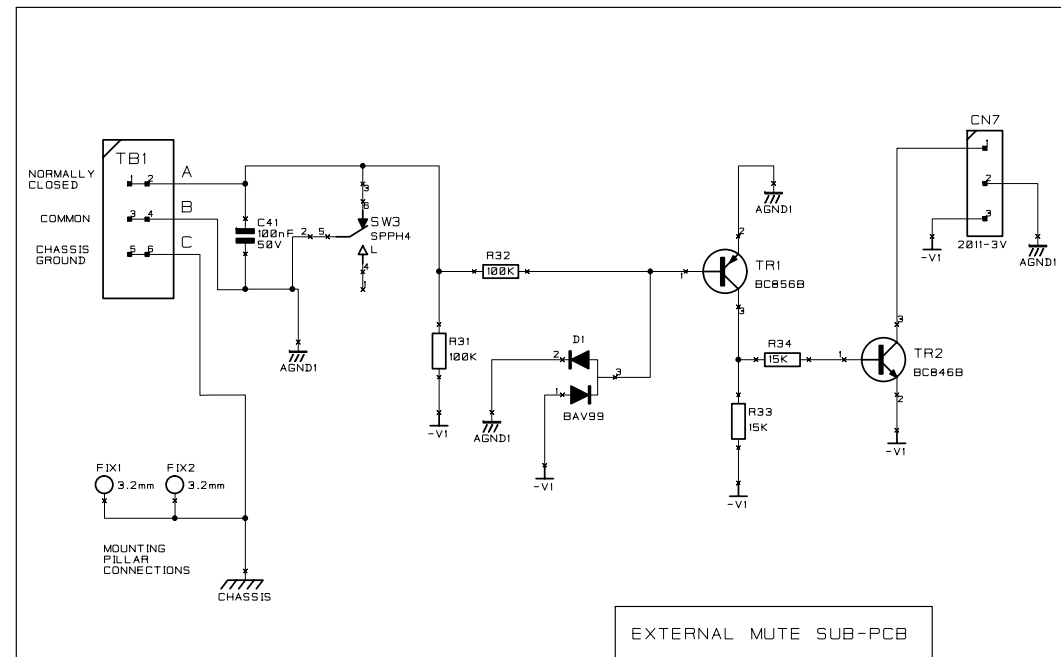 CN7
1
2
3
2011-3V
-V1
AGND1
TB1
NORMALLY
CLOSED
1 2
A
COMMON
3 4
B
CHASSIS
GROUND
5 6
C
C41
100nF
50V
2 5
3
6
SW3
SPPH4
L
4
1
AGND1
R32
100K
R31
100K
-V1
D1
2
1
3
BAV99
AGND1
-V1
AGND1
2
1
TR1
BC856B
3
R34
15K
R33
15K
-V1
3
1
TR2
BC846B
2
-V1
FIX1
3.2mm
FIX2
3.2mm
MOUNTING
PILLAR
CONNECTIONS
CHASSIS
EXTERNAL MUTE SUB-PCB